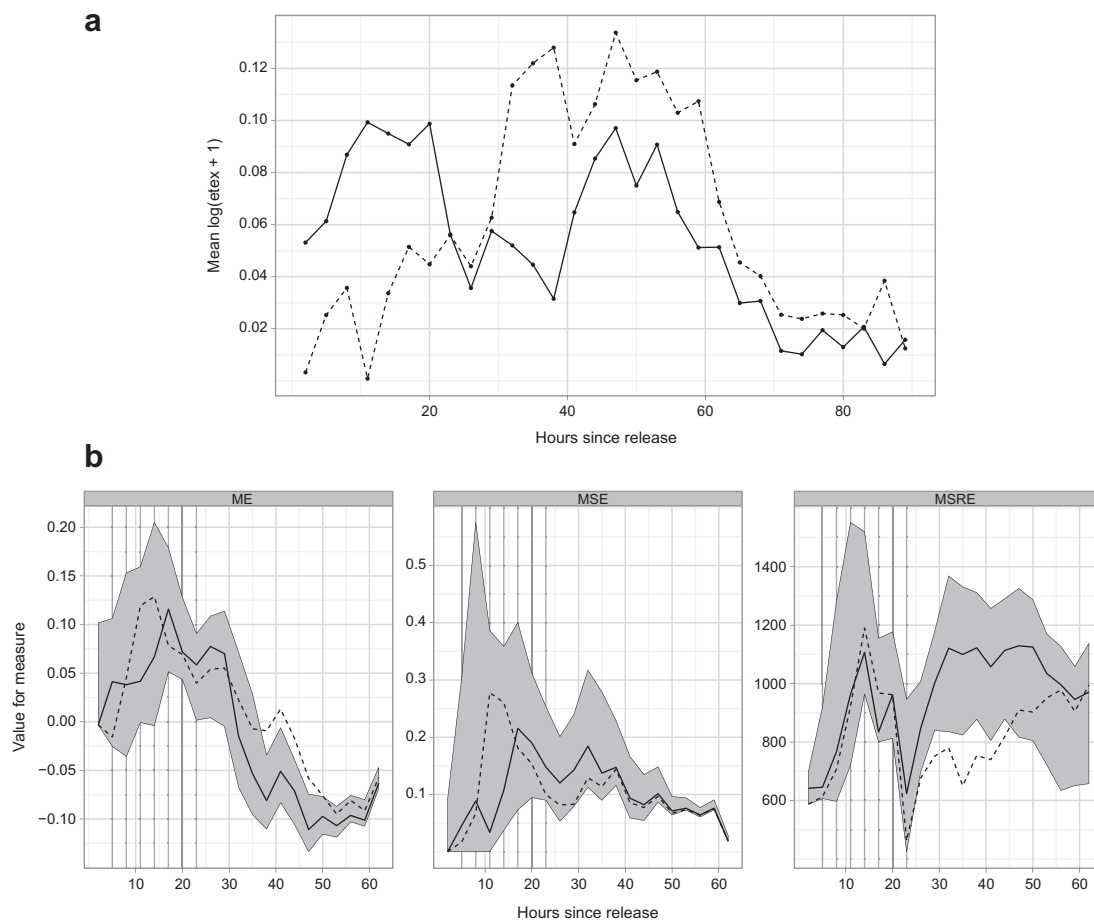 a
0.12
0.10
0.08
0.06
0.04
0.02
Mean log(etex + 1)
20 40 60 80
Hours since release
b
ME MSE MSRE
Value for measure
0.20
0.15
0.10
0.05
0.00
−0.05
−0.10
10 20 30 40 50 60
0.5
0.4
0.3
0.2
0.1
10 20 30 40 50 60
1400
1200
1000
800
600
10 20 30 40 50 60
Hours since release